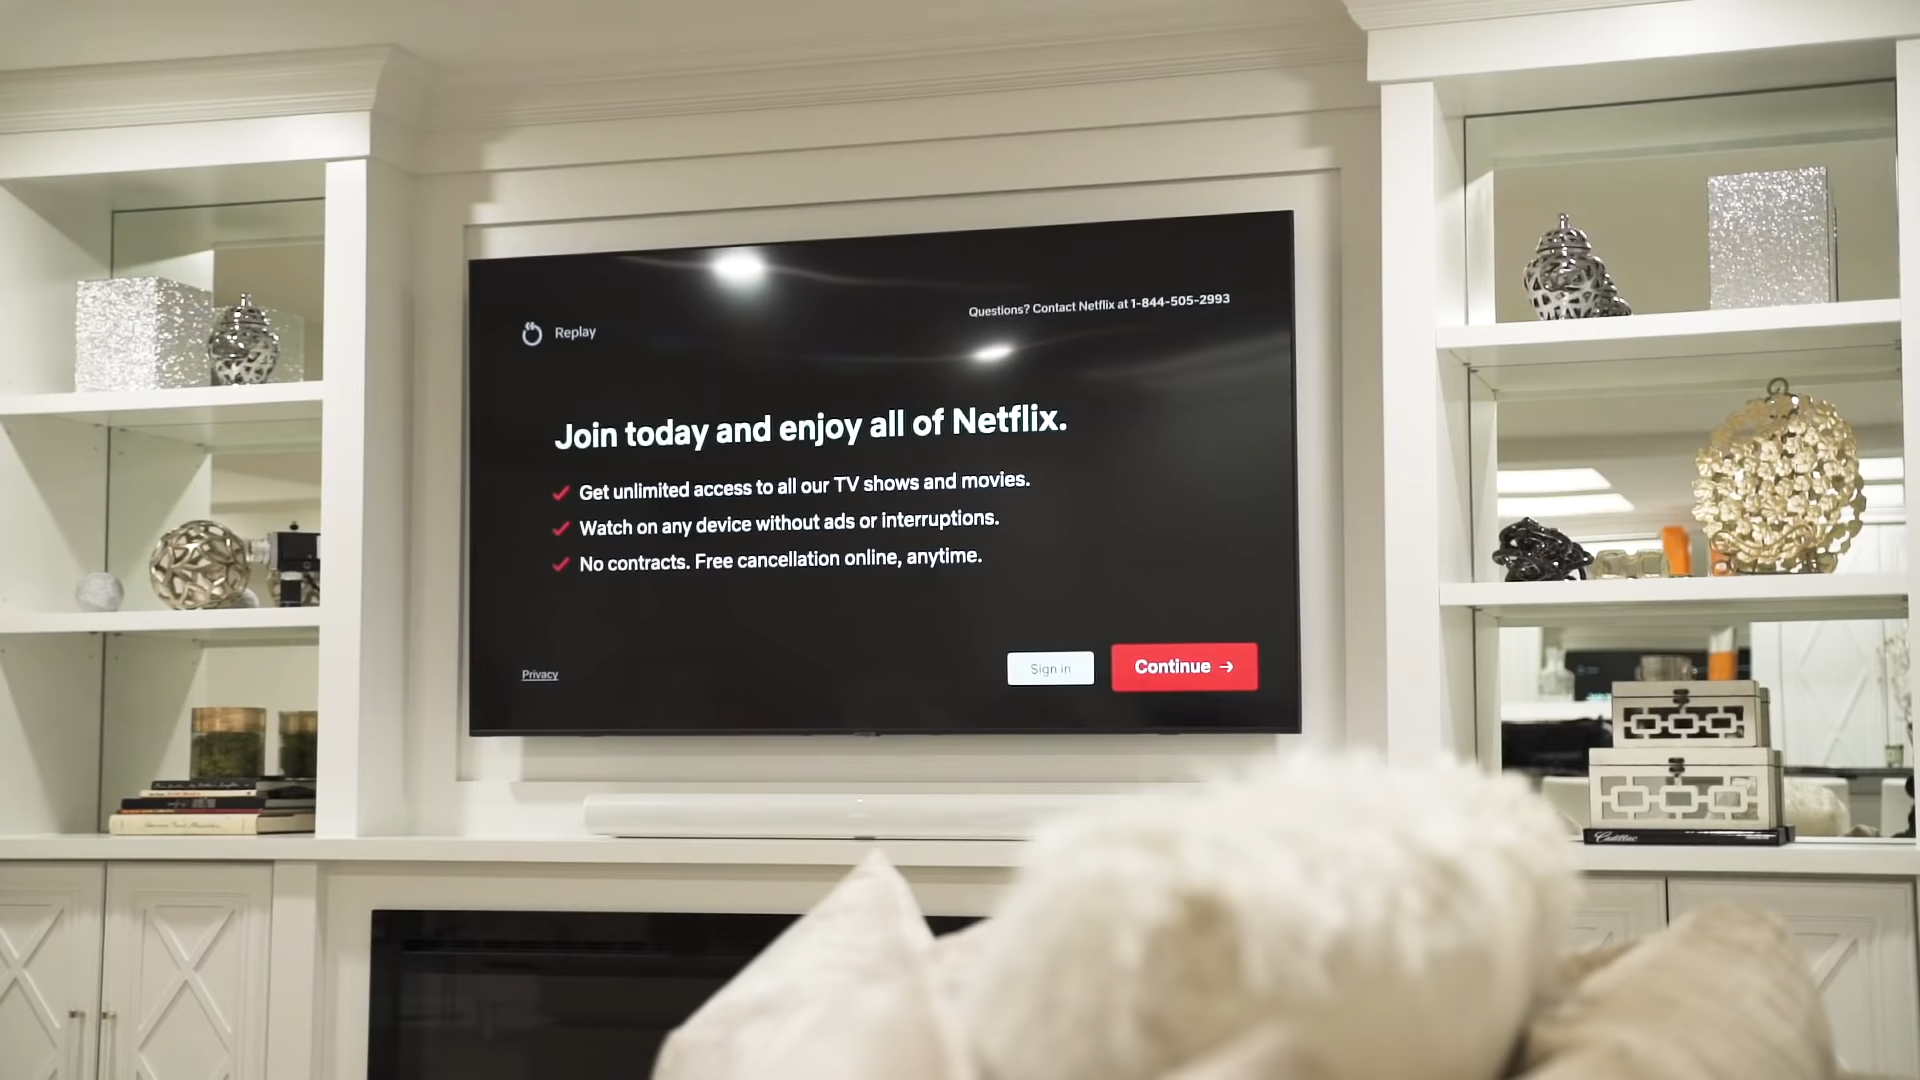 Questions? Contact Netflix at 1-844-505-2993
Replay
Join today and enjoy all of Netflix.
Get unlimited access to all our TV shows and movies.
Watch on any device without ads or interruptions.
No contracts. Free cancellation online, anytime.
Privacy
Sign in
Continue →
Cadillac